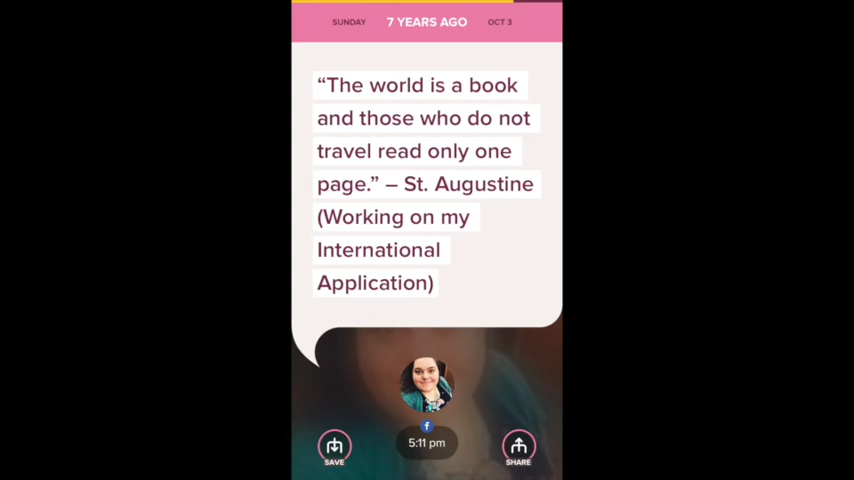 SUNDAY 7 YEARS AGO OCT 3
“The world is a book
and those who do not
travel read only one
page.” – St. Augustine
(Working on my
International
Application)
f
5:11 pm
SAVE SHARE